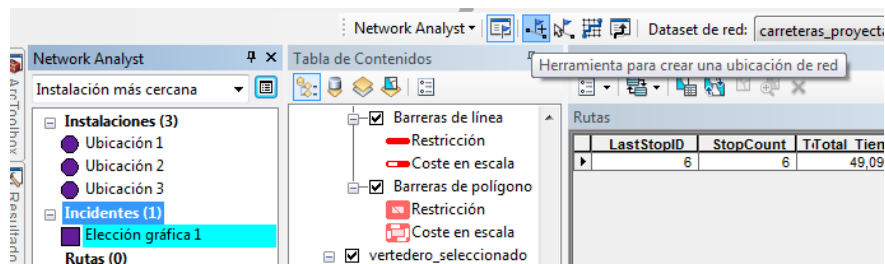 Network Analyst
Dataset de red:
carreteras_proyecta
Network Analyst
Tabla de Contenidos
Herramienta para crear una ubicación de red
ArcToolbox
Resultado
Instalación más cercana
Instalaciones (3)
Ubicación 1
Ubicación 2
Ubicación 3
Incidentes (1)
Elección gráfica 1
Rutas (0)
Barreras de línea
Restricción
Coste en escala
Barreras de polígono
Restricción
Coste en escala
vertedero_seleccionado
Rutas
LastStopID StopCount Total_Tien
6 6 49,09